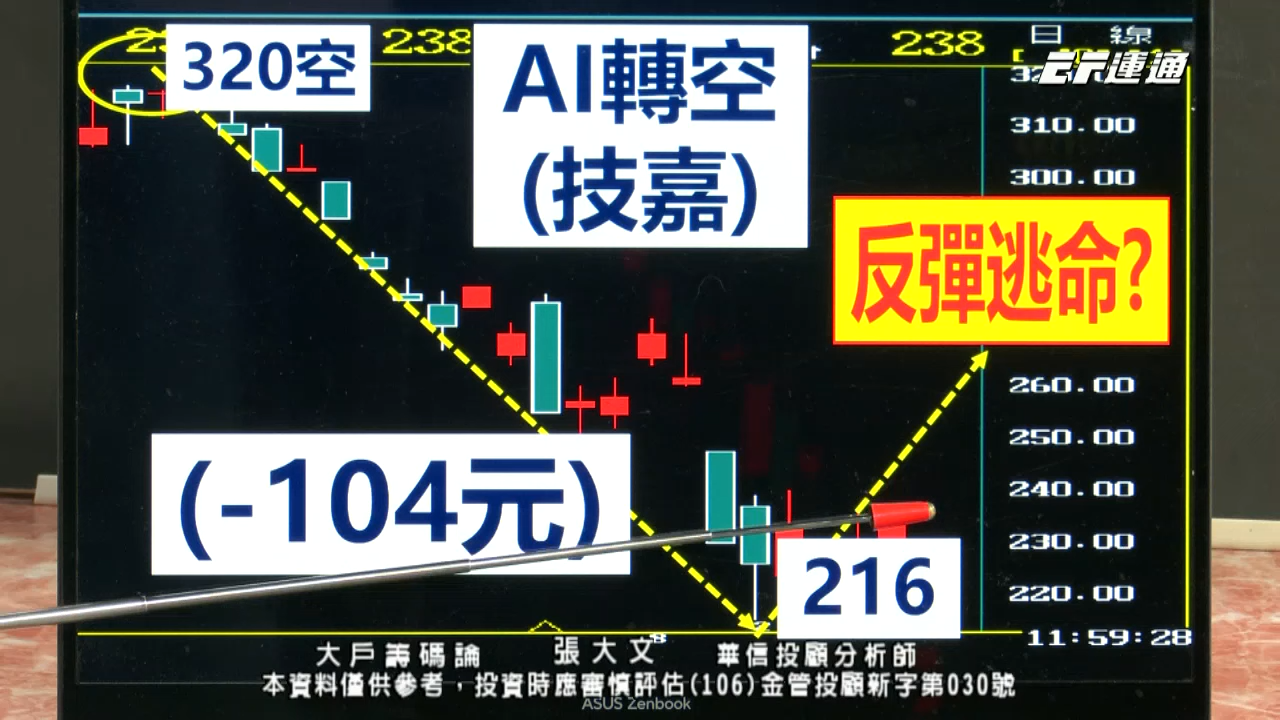 320空
238
238
日 線
EF運通
AI轉空
(技嘉)
310.00
300.00
反彈逃命?
260.00
250.00
240.00
230.00
220.00
(-104元)
216
11:59:28
大戶籌碼論 張大文 華信投顧分析師
本資料僅供參考，投資時應審慎評估(106)金管投顧新字第030號
ASUS Zenbook